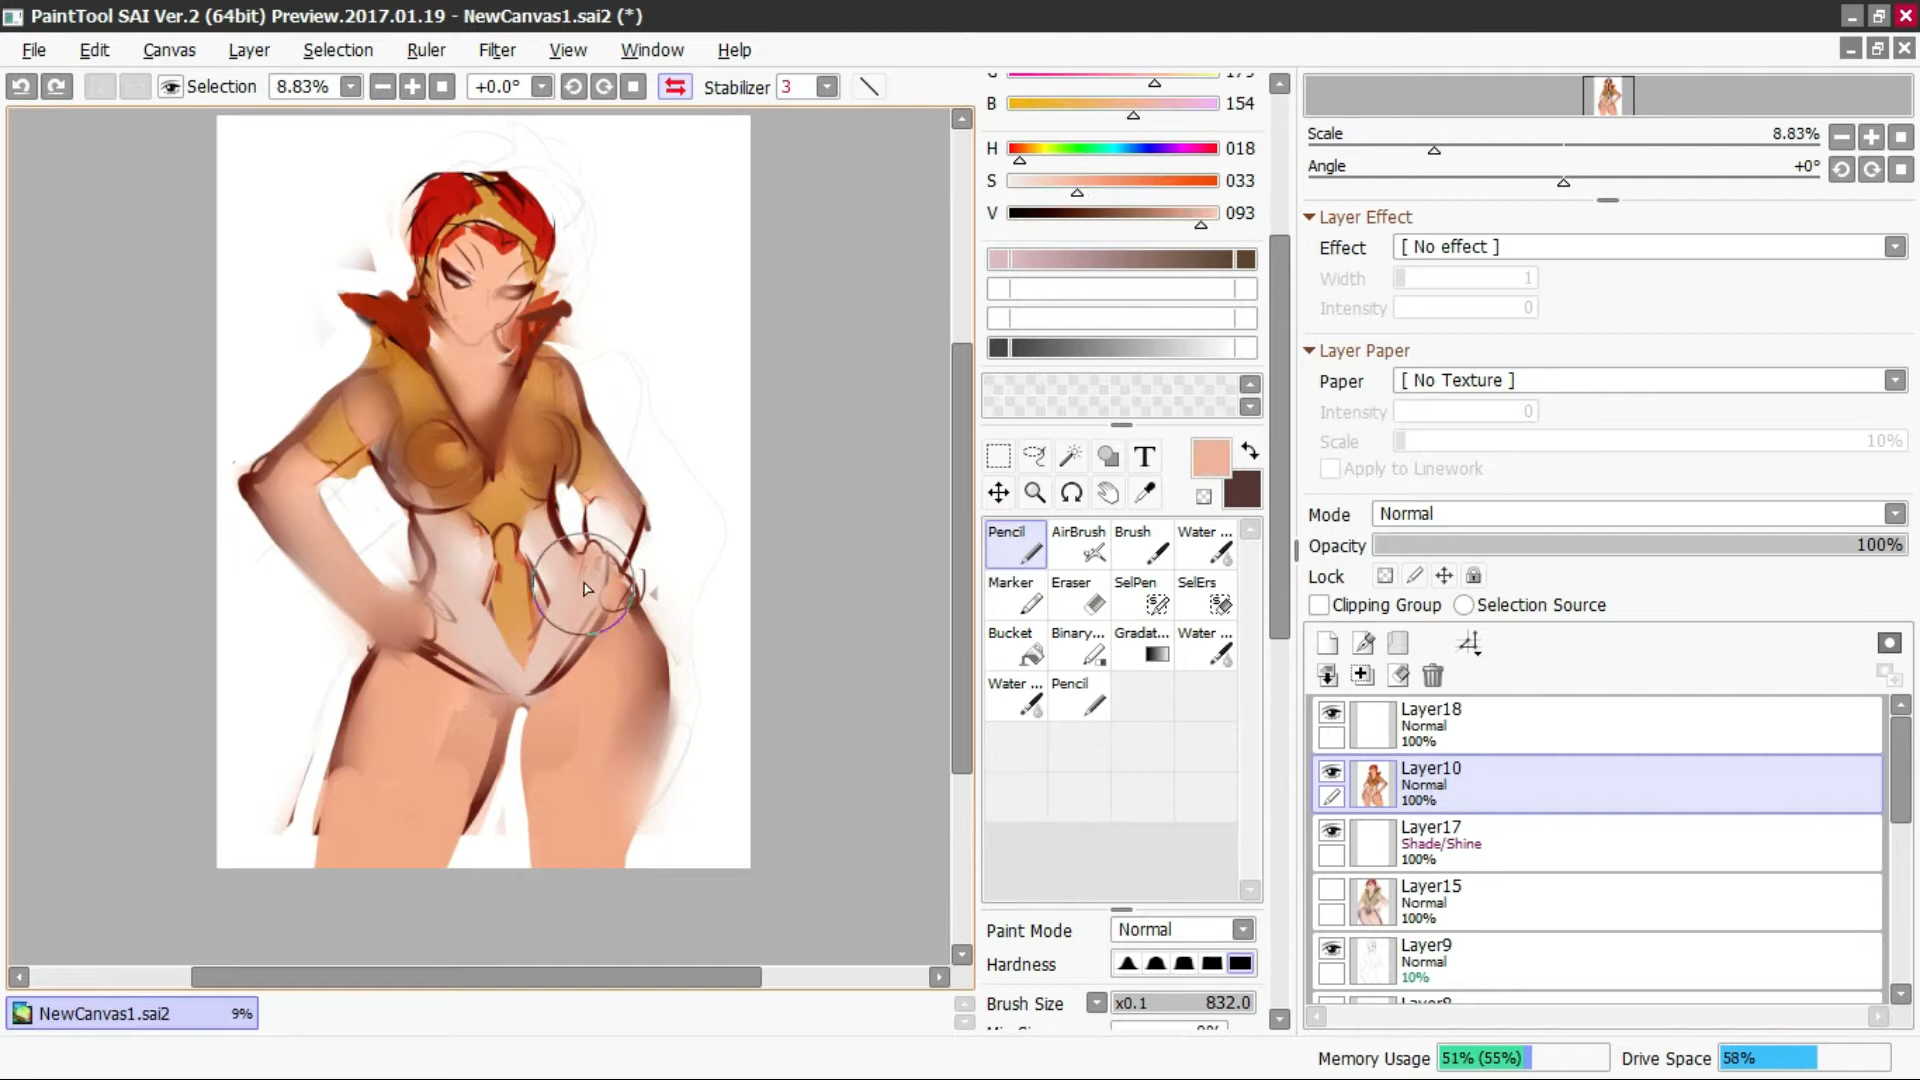 PaintTool SAI Ver.2 (64bit) Preview.2017.01.19 - NewCanvas1.sai2 (*)
File Edit Canvas Layer Selection Ruler Filter View Window Help
Selection 8.83% +0.0° Stabilizer 3
B 154
H 018
S 033
V 093
T
Pencil AirBrush Brush Water ...
Marker Eraser SelPen SelErs
Bucket Binary... Gradat... Water ...
Water ... Pencil
Paint Mode Normal
Hardness
Brush Size x0.1 832.0
Scale 8.83%
Angle +0°
Layer Effect
Effect [ No effect ]
Width 1
Intensity 0
Layer Paper
Paper [ No Texture ]
Intensity 0
Scale 10%
Apply to Linework
Mode Normal
Opacity 100%
Lock
Clipping Group Selection Source
Layer18
Normal
100%
Layer10
Normal
100%
Layer17
Shade/Shine
100%
Layer15
Normal
100%
Layer9
Normal
10%
NewCanvas1.sai2 9%
Memory Usage 51% (55%) Drive Space 58%